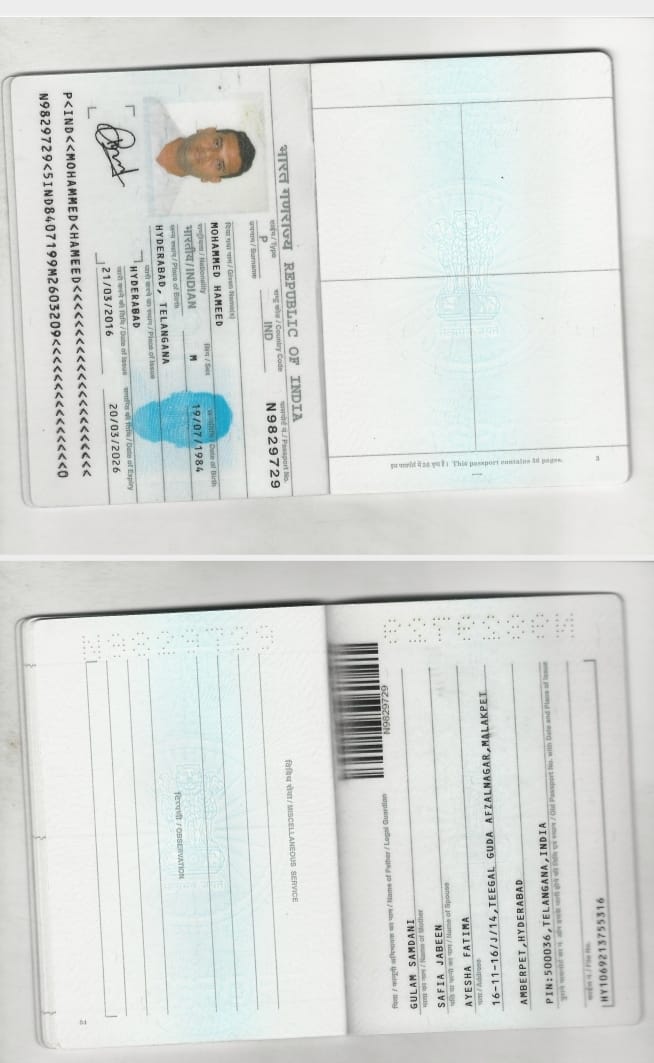 भारत गणराज्य REPUBLIC OF INDIA
टाईप / Type
P
राष्ट्र कोड / Country Code
IND
पासपोर्ट नं. / Passport No.
N9829729
उपनाम / Surname
दिया गया नाम / Given Name(s)
MOHAMMED HAMEED
राष्ट्रीयता / Nationality
भारतीय / INDIAN
लिंग / Sex
M
जन्मतिथि / Date of Birth
19/07/1984
जन्म स्थान / Place of Birth
HYDERABAD, TELANGANA
जारी करने का स्थान / Place of Issue
HYDERABAD
जारी करने की तिथि / Date of Issue
21/03/2016
समाप्ति की तिथि / Date of Expiry
20/03/2026
P<IND<<MOHAMMED<HAMEED<<<<<<<<<<<<<<<<<<<<<<
N9829729<5IND8407199M2603209<<<<<<<<<<<<<<<0
इस पासपोर्ट में 36 पृष्ठ हैं। This passport contains 36 pages.
3
N9829729
विविध सेवा / MISCELLANEOUS SERVICE
टिप्पणी / OBSERVATION
34
N9829729
पिता / कानूनी अभिभावक का नाम / Name of Father / Legal Guardian
GULAM SAMDANI
माता का नाम / Name of Mother
SAFIA JABEEN
पति या पत्नी का नाम / Name of Spouse
AYESHA FATIMA
पता / Address
16-11-16/J/14,TEEGAL GUDA AFZALNAGAR,MALAKPET
AMBERPET,HYDERABAD
PIN:500036,TELANGANA,INDIA
पुराने पासपोर्ट का नं. और इसके जारी होने की तिथि एवं स्थान / Old Passport No. with Date and Place of Issue
फाईल नं. / File No.
HY1069213755316